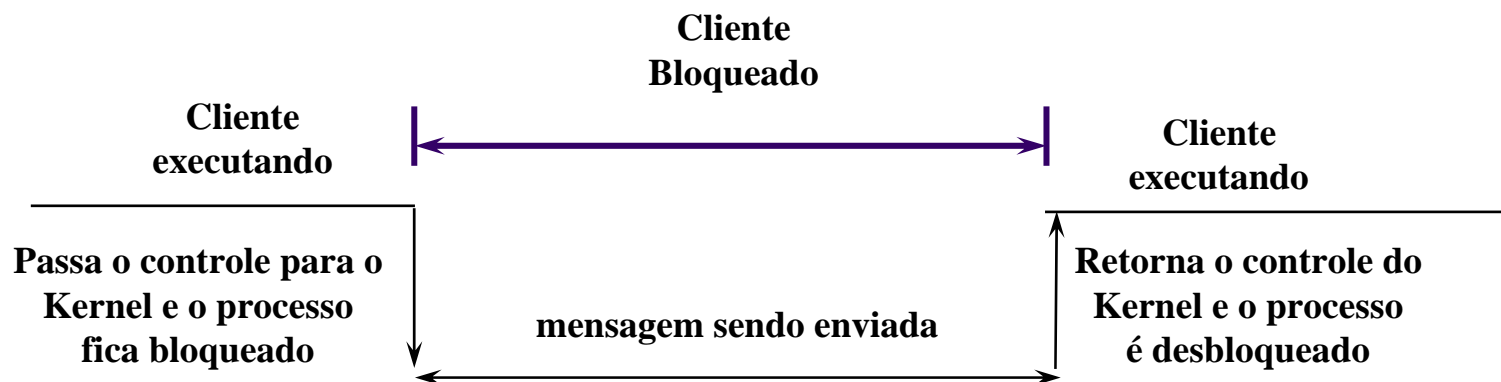 Cliente
Bloqueado
Cliente
executando
Cliente
executando
Passa o controle para o
Kernel e o processo
fica bloqueado
mensagem sendo enviada
Retorna o controle do
Kernel e o processo
é desbloqueado